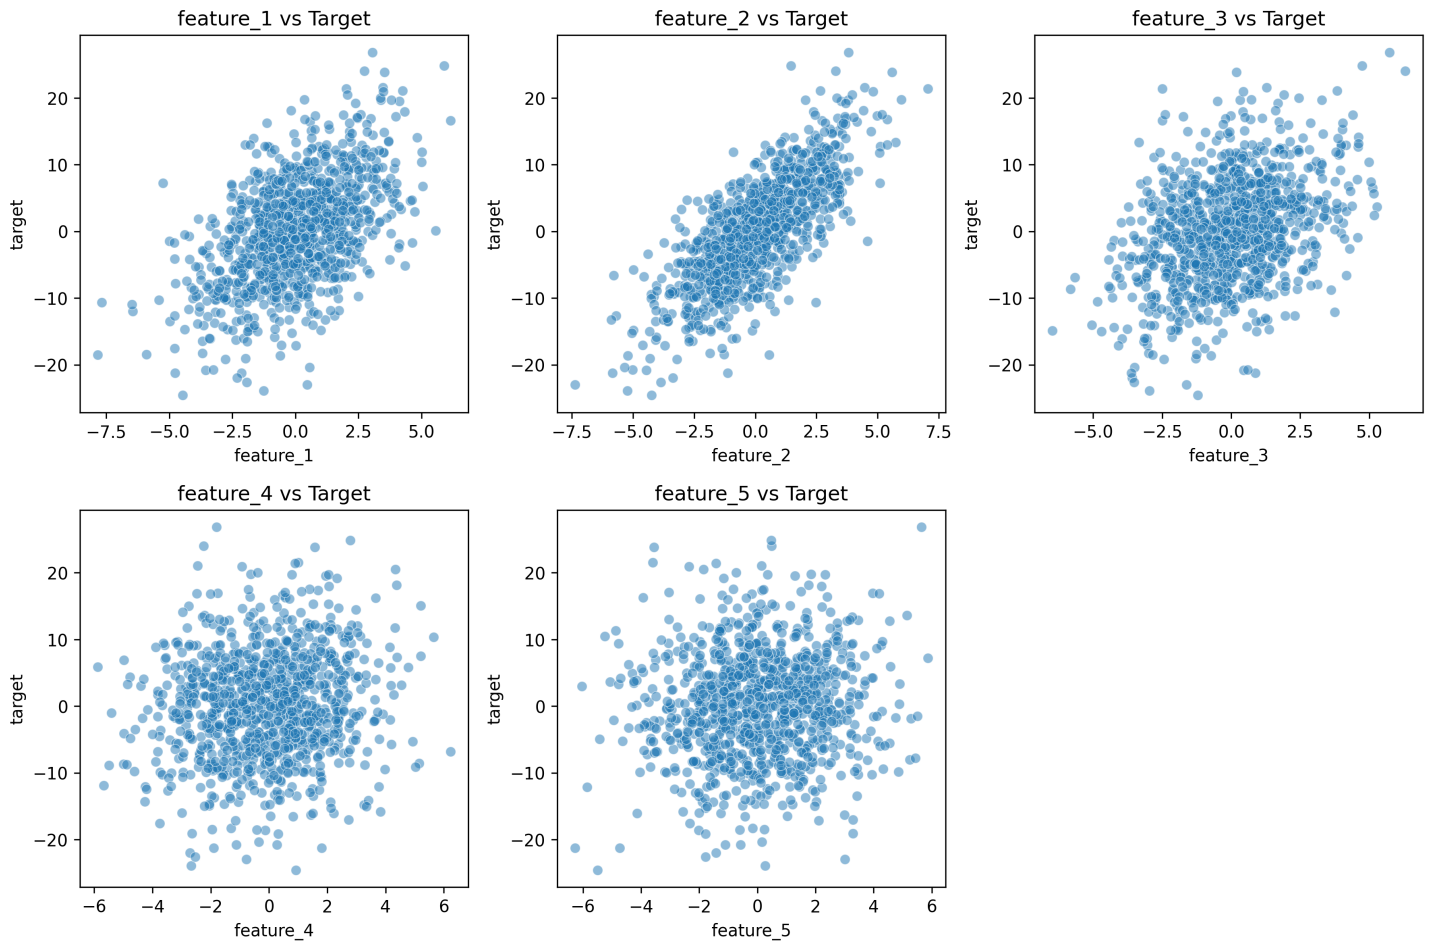 feature_1 vs Target
20
10
0
−10
−20
target
−7.5 −5.0 −2.5 0.0 2.5 5.0
feature_1
feature_2 vs Target
20
10
0
−10
−20
target
−7.5 −5.0 −2.5 0.0 2.5 5.0 7.5
feature_2
feature_3 vs Target
20
10
0
−10
−20
target
−5.0 −2.5 0.0 2.5 5.0
feature_3
feature_4 vs Target
20
10
0
−10
−20
target
−6 −4 −2 0 2 4 6
feature_4
feature_5 vs Target
20
10
0
−10
−20
target
−6 −4 −2 0 2 4 6
feature_5